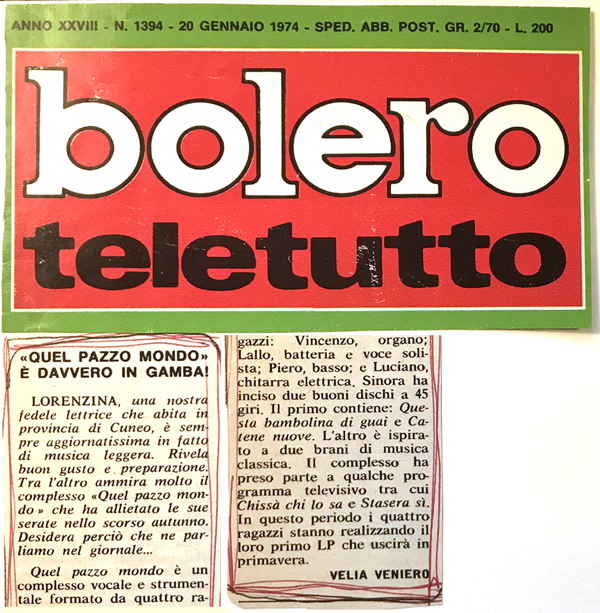 ANNO XXVIII - N. 1394 - 20 GENNAIO 1974 - SPED. ABB. POST. GR. 2/70 - L. 200
bolero
teletutto
«QUEL PAZZO MONDO»
È DAVVERO IN GAMBA!
LORENZINA, una nostra
fedele lettrice che abita in
provincia di Cuneo, è sem-
pre aggiornatissima in fatto
di musica leggera. Rivela
buon gusto e preparazione.
Tra l'altro ammira molto il
complesso «Quel pazzo mon-
do» che ha allietato le sue
serate nello scorso autunno.
Desidera perciò che ne par-
liamo nel giornale...
Quel pazzo mondo è un
complesso vocale e strumen-
tale formato da quattro ra-
gazzi: Vincenzo, organo;
Lallo, batteria e voce soli-
sta; Piero, basso; e Luciano,
chitarra elettrica. Sinora ha
inciso due buoni dischi a 45
giri. Il primo contiene: Que-
sta bambolina di guai e Ca-
tene nuove. L'altro è ispira-
to a due brani di musica
classica. Il complesso ha
preso parte a qualche pro-
gramma televisivo tra cui
Chissà chi lo sa e Stasera sì.
In questo periodo i quattro
ragazzi stanno realizzando il
loro primo LP che uscirà in
primavera.
VELIA VENIERO